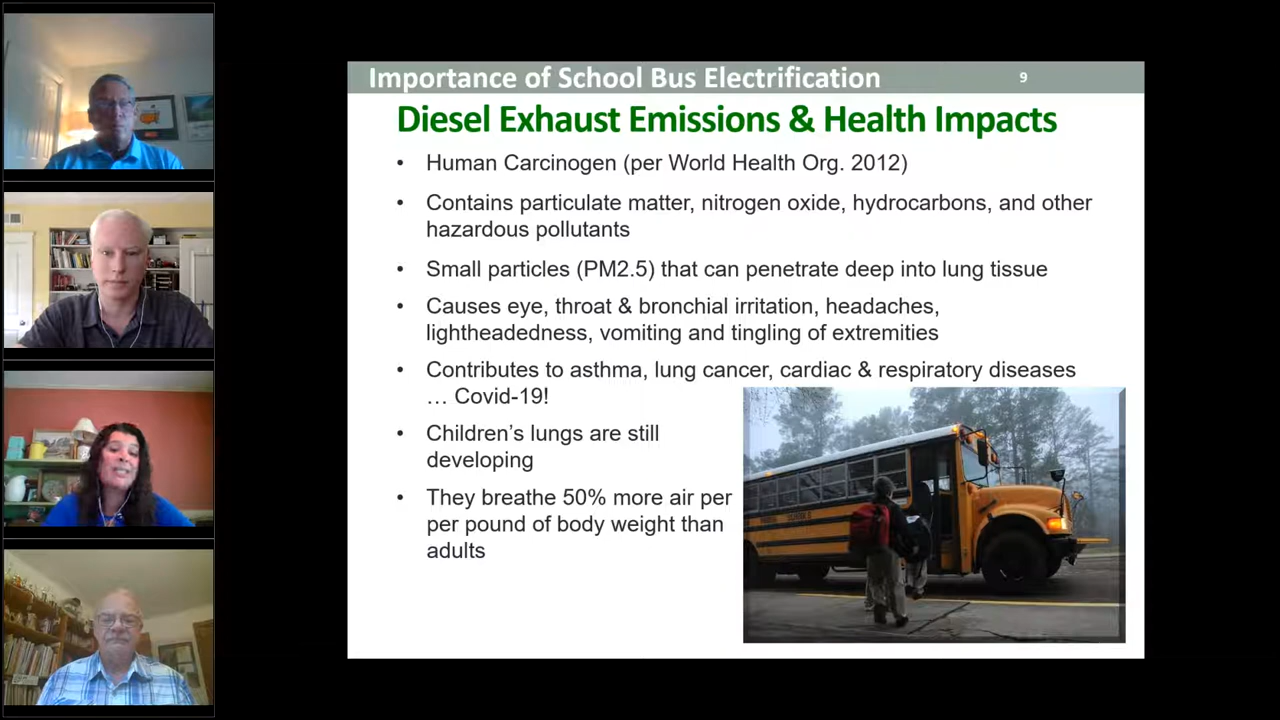 Importance of School Bus Electrification
9
Diesel Exhaust Emissions & Health Impacts
• Human Carcinogen (per World Health Org. 2012)
• Contains particulate matter, nitrogen oxide, hydrocarbons, and other
hazardous pollutants
• Small particles (PM2.5) that can penetrate deep into lung tissue
• Causes eye, throat & bronchial irritation, headaches,
lightheadedness, vomiting and tingling of extremities
• Contributes to asthma, lung cancer, cardiac & respiratory diseases
… Covid-19!
• Children’s lungs are still
developing
• They breathe 50% more air per
per pound of body weight than
adults